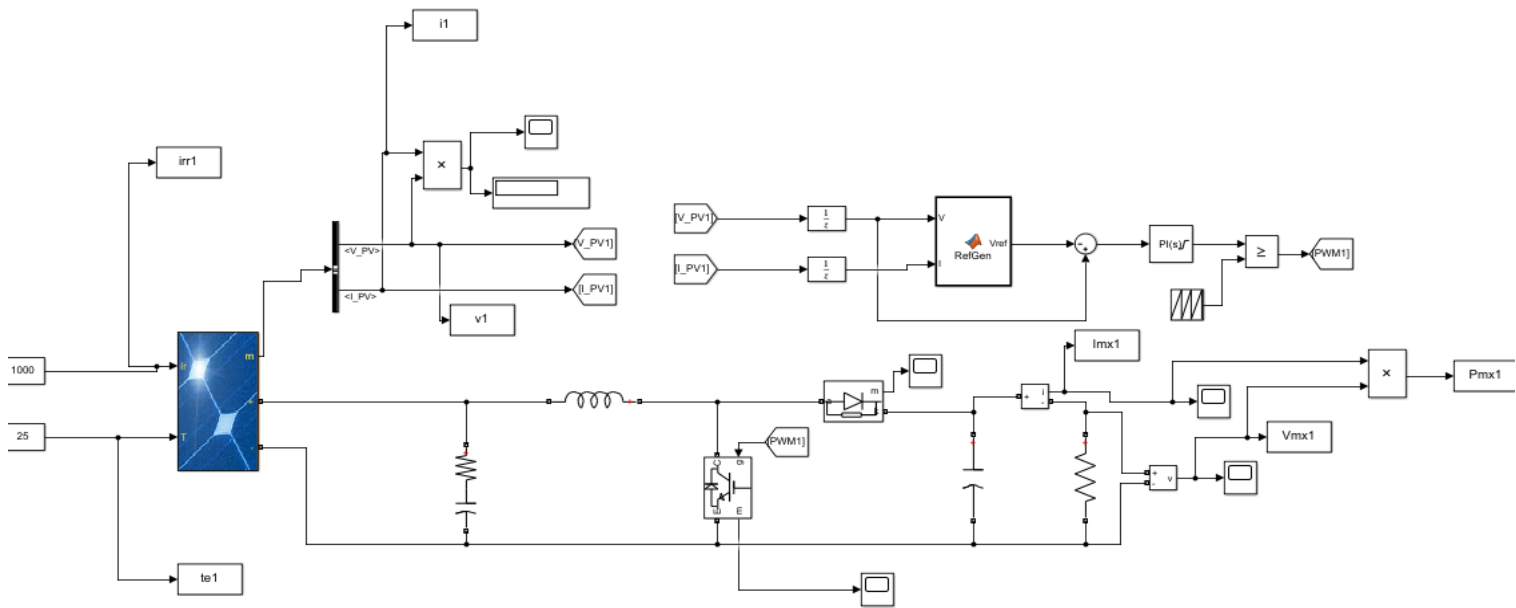 i1
irr1
×
<V_PV>
[V_PV1]
<I_PV>
[I_PV1]
v1
[V_PV1]
1
z
V
Vref
RefGen
I
[I_PV1]
1
z
PI(s)
≥
[PWM1]
1000
Ir
m
+
25
T
-
te1
[PWM1]
g
C
E
m
m
a
k
+
i
-
Imx1
×
Pmx1
Vmx1
+
-
v